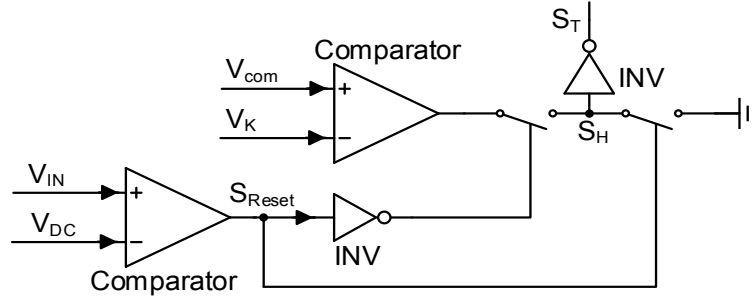 S_T
Comparator
INV
V_com
+
V_K
−
S_H
V_IN
+
S_Reset
V_DC
−
INV
Comparator